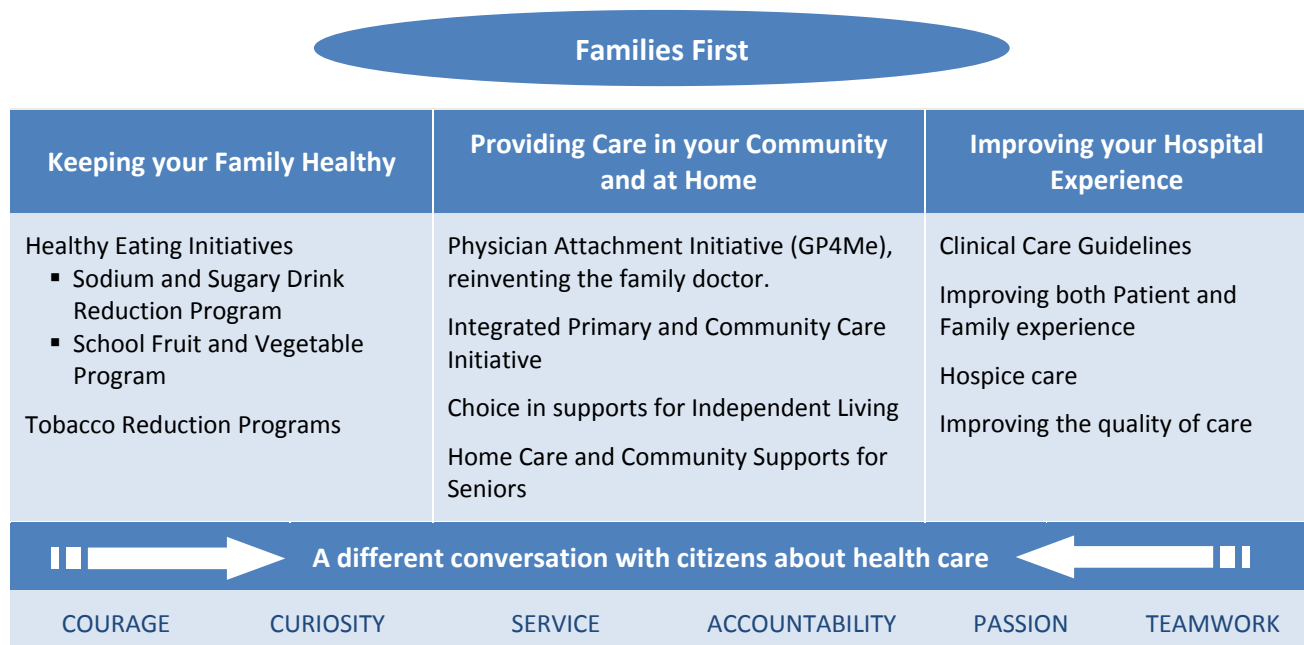 Families First
Keeping your Family Healthy
Providing Care in your Community
and at Home
Improving your Hospital
Experience
Healthy Eating Initiatives
▪ Sodium and Sugary Drink
Reduction Program
▪ School Fruit and Vegetable
Program
Tobacco Reduction Programs
Physician Attachment Initiative (GP4Me),
reinventing the family doctor.
Integrated Primary and Community Care
Initiative
Choice in supports for Independent Living
Home Care and Community Supports for
Seniors
Clinical Care Guidelines
Improving both Patient and
Family experience
Hospice care
Improving the quality of care
A different conversation with citizens about health care
COURAGE CURIOSITY SERVICE ACCOUNTABILITY PASSION TEAMWORK